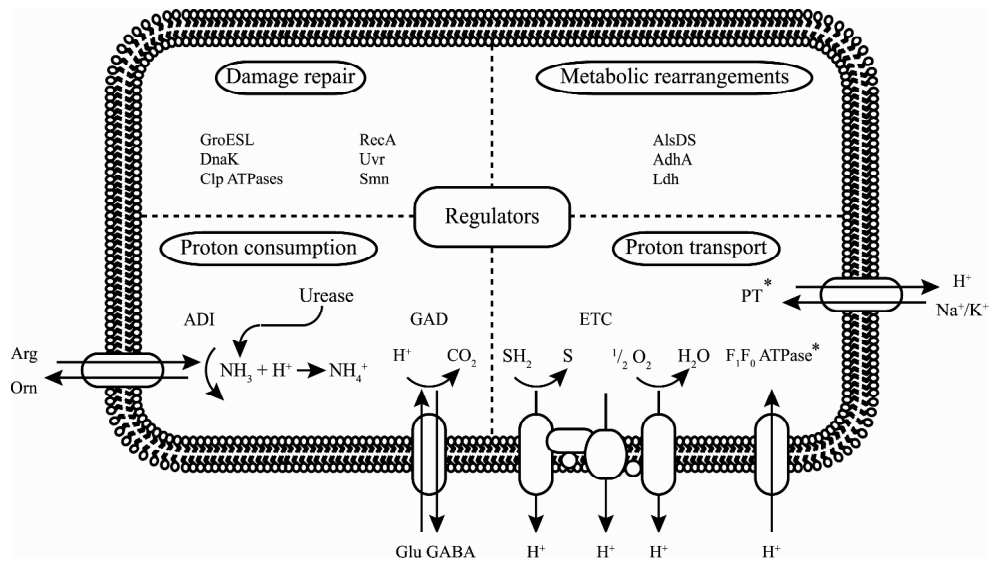 Damage repair
Metabolic rearrangements
GroESL
DnaK
Clp ATPases
RecA
Uvr
Smn
AlsDS
AdhA
Ldh
Regulators
Proton consumption
Proton transport
PT*
H⁺
Na⁺/K⁺
Urease
ADI
GAD
ETC
Arg
Orn
NH₃ + H⁺ → NH₄⁺
H⁺ CO₂
SH₂ S
¹/₂ O₂ H₂O
F₁F₀ ATPase*
Glu GABA
H⁺
H⁺
H⁺
H⁺